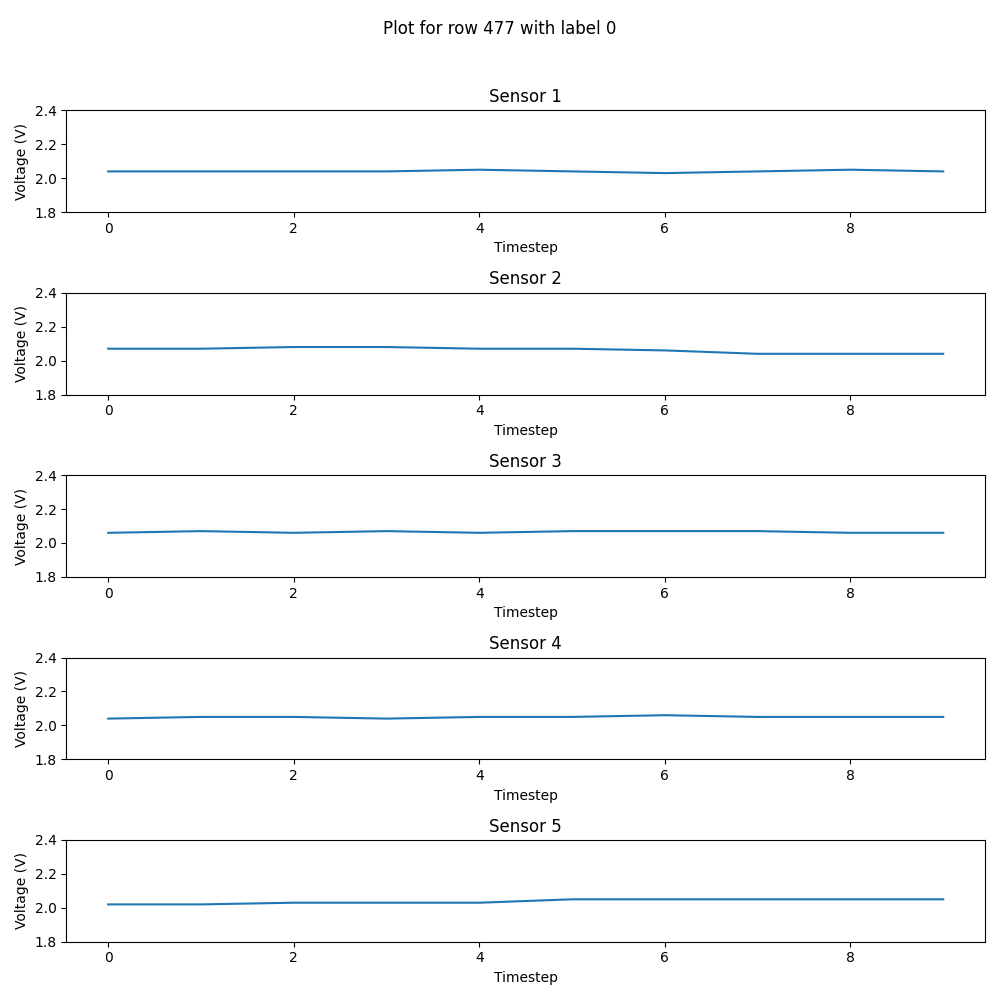 Plot for row 477 with label 0
Sensor 1
2.4
2.2
2.0
1.8
Voltage (V)
0 2 4 6 8
Timestep
Sensor 2
2.4
2.2
2.0
1.8
Voltage (V)
0 2 4 6 8
Timestep
Sensor 3
2.4
2.2
2.0
1.8
Voltage (V)
0 2 4 6 8
Timestep
Sensor 4
2.4
2.2
2.0
1.8
Voltage (V)
0 2 4 6 8
Timestep
Sensor 5
2.4
2.2
2.0
1.8
Voltage (V)
0 2 4 6 8
Timestep